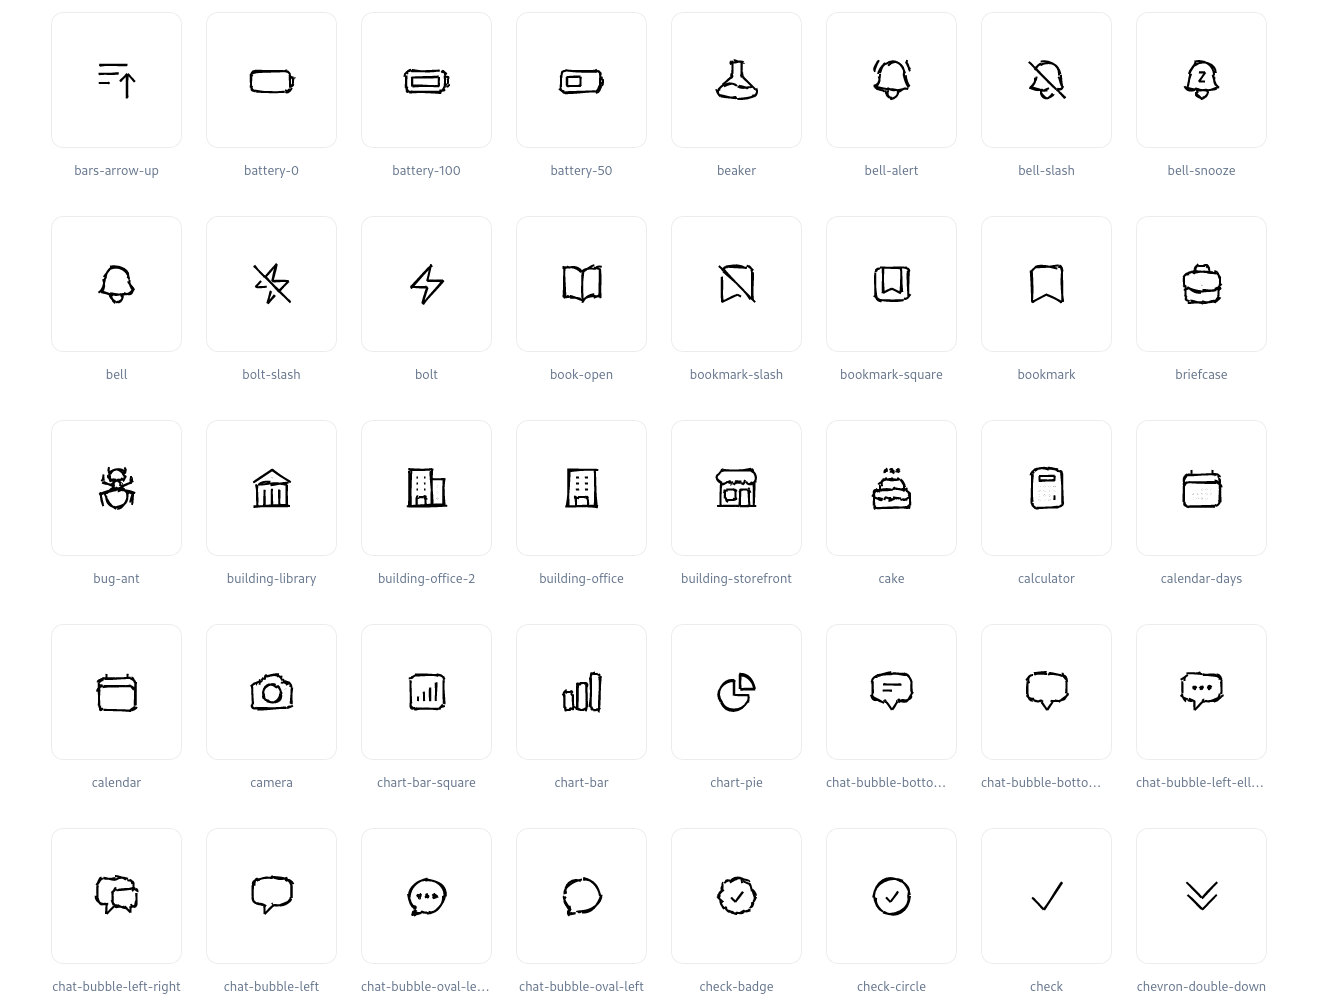 bars-arrow-up battery-0 battery-100 battery-50 beaker bell-alert bell-slash bell-snooze
bell bolt-slash bolt book-open bookmark-slash bookmark-square bookmark briefcase
bug-ant building-library building-office-2 building-office building-storefront cake calculator calendar-days
calendar camera chart-bar-square chart-bar chart-pie chat-bubble-botto... chat-bubble-botto... chat-bubble-left-ell...
chat-bubble-left-right chat-bubble-left chat-bubble-oval-le... chat-bubble-oval-left check-badge check-circle check chevron-double-down